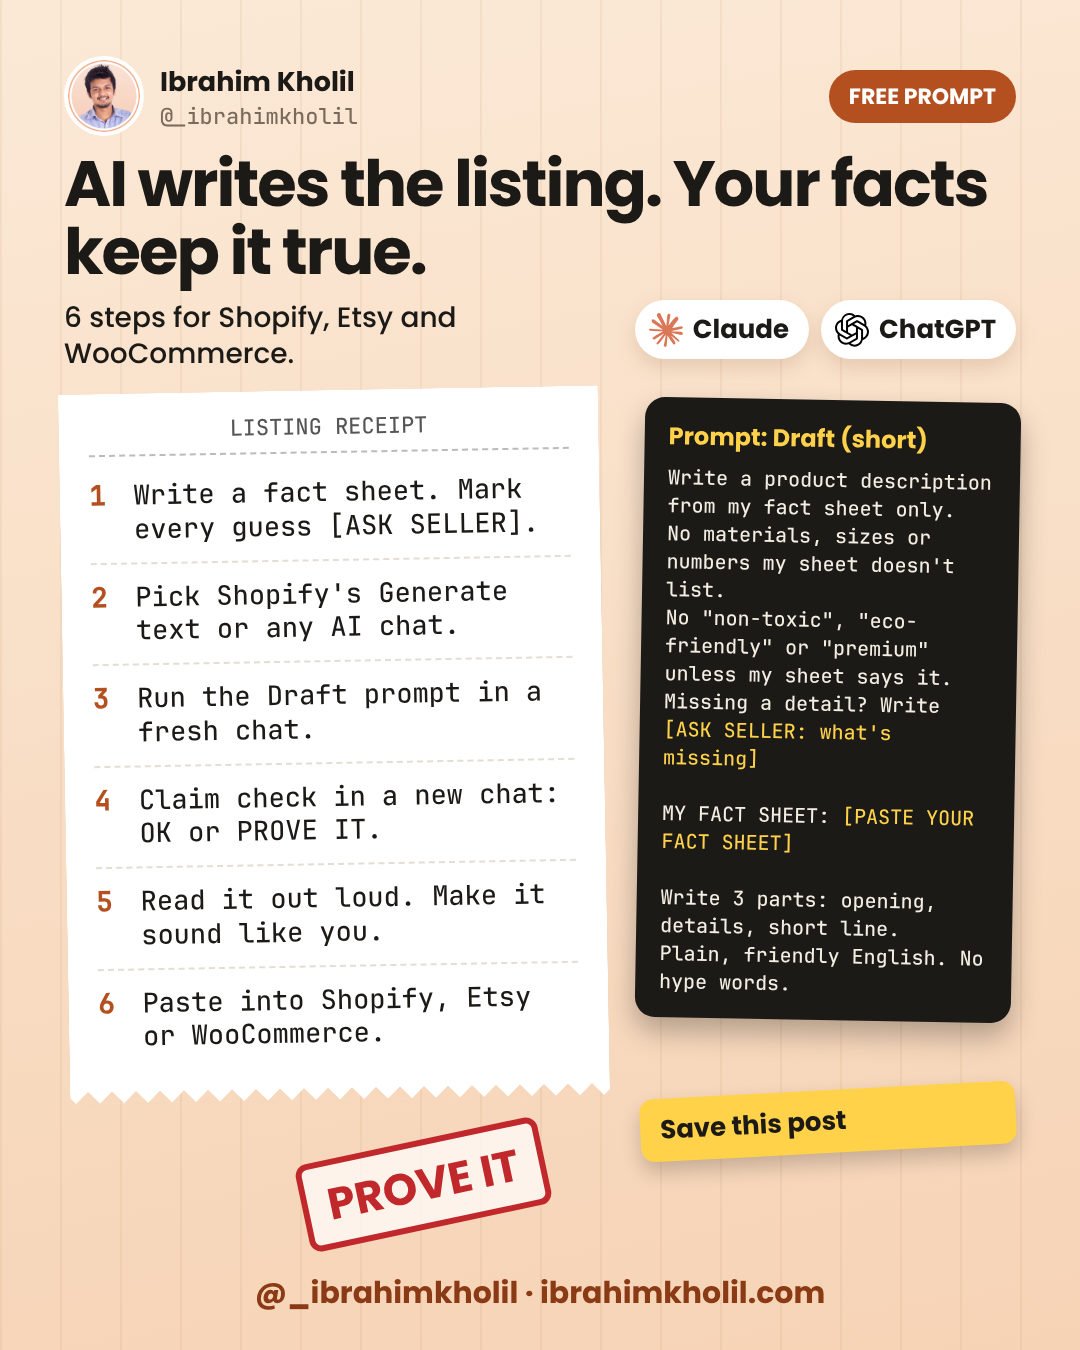 Ibrahim Kholil
@_ibrahimkholil
FREE PROMPT
AI writes the listing. Your facts
keep it true.
6 steps for Shopify, Etsy and
WooCommerce.
Claude
ChatGPT
LISTING RECEIPT
1 Write a fact sheet. Mark
every guess [ASK SELLER].
2 Pick Shopify's Generate
text or any AI chat.
3 Run the Draft prompt in a
fresh chat.
4 Claim check in a new chat:
OK or PROVE IT.
5 Read it out loud. Make it
sound like you.
6 Paste into Shopify, Etsy
or WooCommerce.
Prompt: Draft (short)
Write a product description
from my fact sheet only.
No materials, sizes or
numbers my sheet doesn't
list.
No "non-toxic", "eco-
friendly" or "premium"
unless my sheet says it.
Missing a detail? Write
[ASK SELLER: what's
missing]
MY FACT SHEET: [PASTE YOUR
FACT SHEET]
Write 3 parts: opening,
details, short line.
Plain, friendly English. No
hype words.
Save this post
PROVE IT
@_ibrahimkholil · ibrahimkholil.com